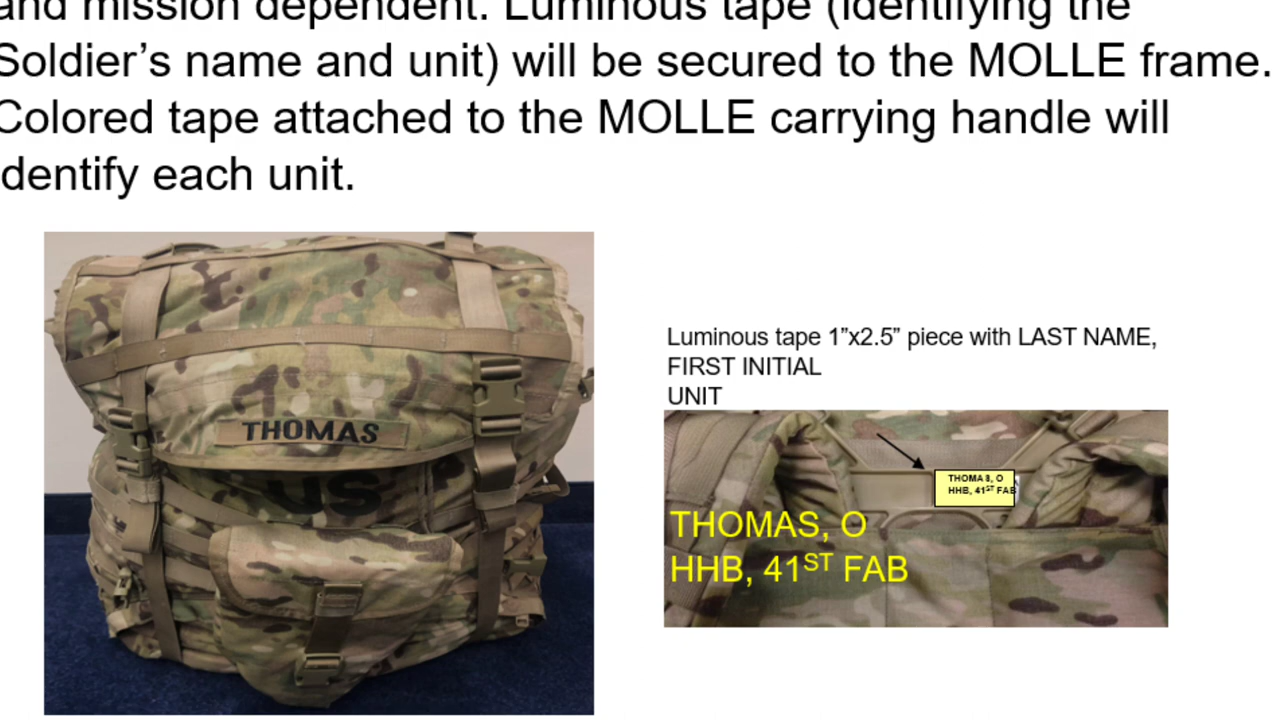 and mission dependent. Luminous tape (identifying the
Soldier’s name and unit) will be secured to the MOLLE frame.
Colored tape attached to the MOLLE carrying handle will
dentify each unit.
THOMAS
US
Luminous tape 1”x2.5” piece with LAST NAME,
FIRST INITIAL
UNIT
THOMAS, O
HHB, 41ST FAB
THOMAS, O
HHB, 41ST FAB